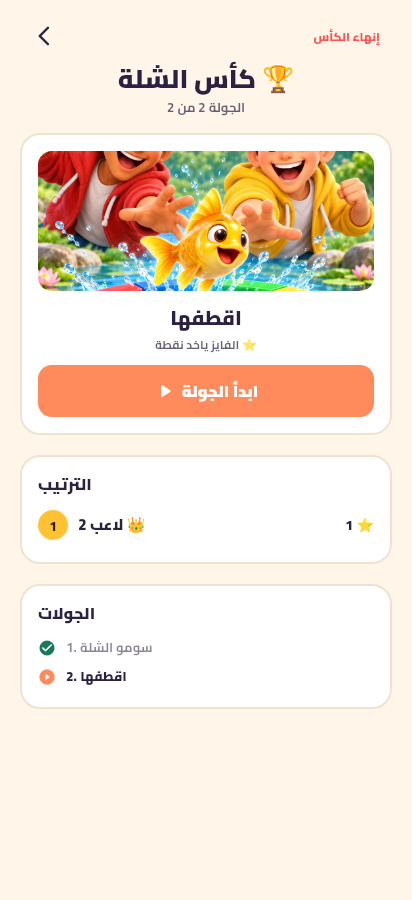 إنهاء الكأس
🏆 كأس الشلة
الجولة 2 من 2
اقطفها
⭐ الفايز ياخد نقطة
ابدأ الجولة
الترتيب
1 لاعب 2 👑 1 ⭐
الجولات
1. سومو الشلة
2. اقطفها